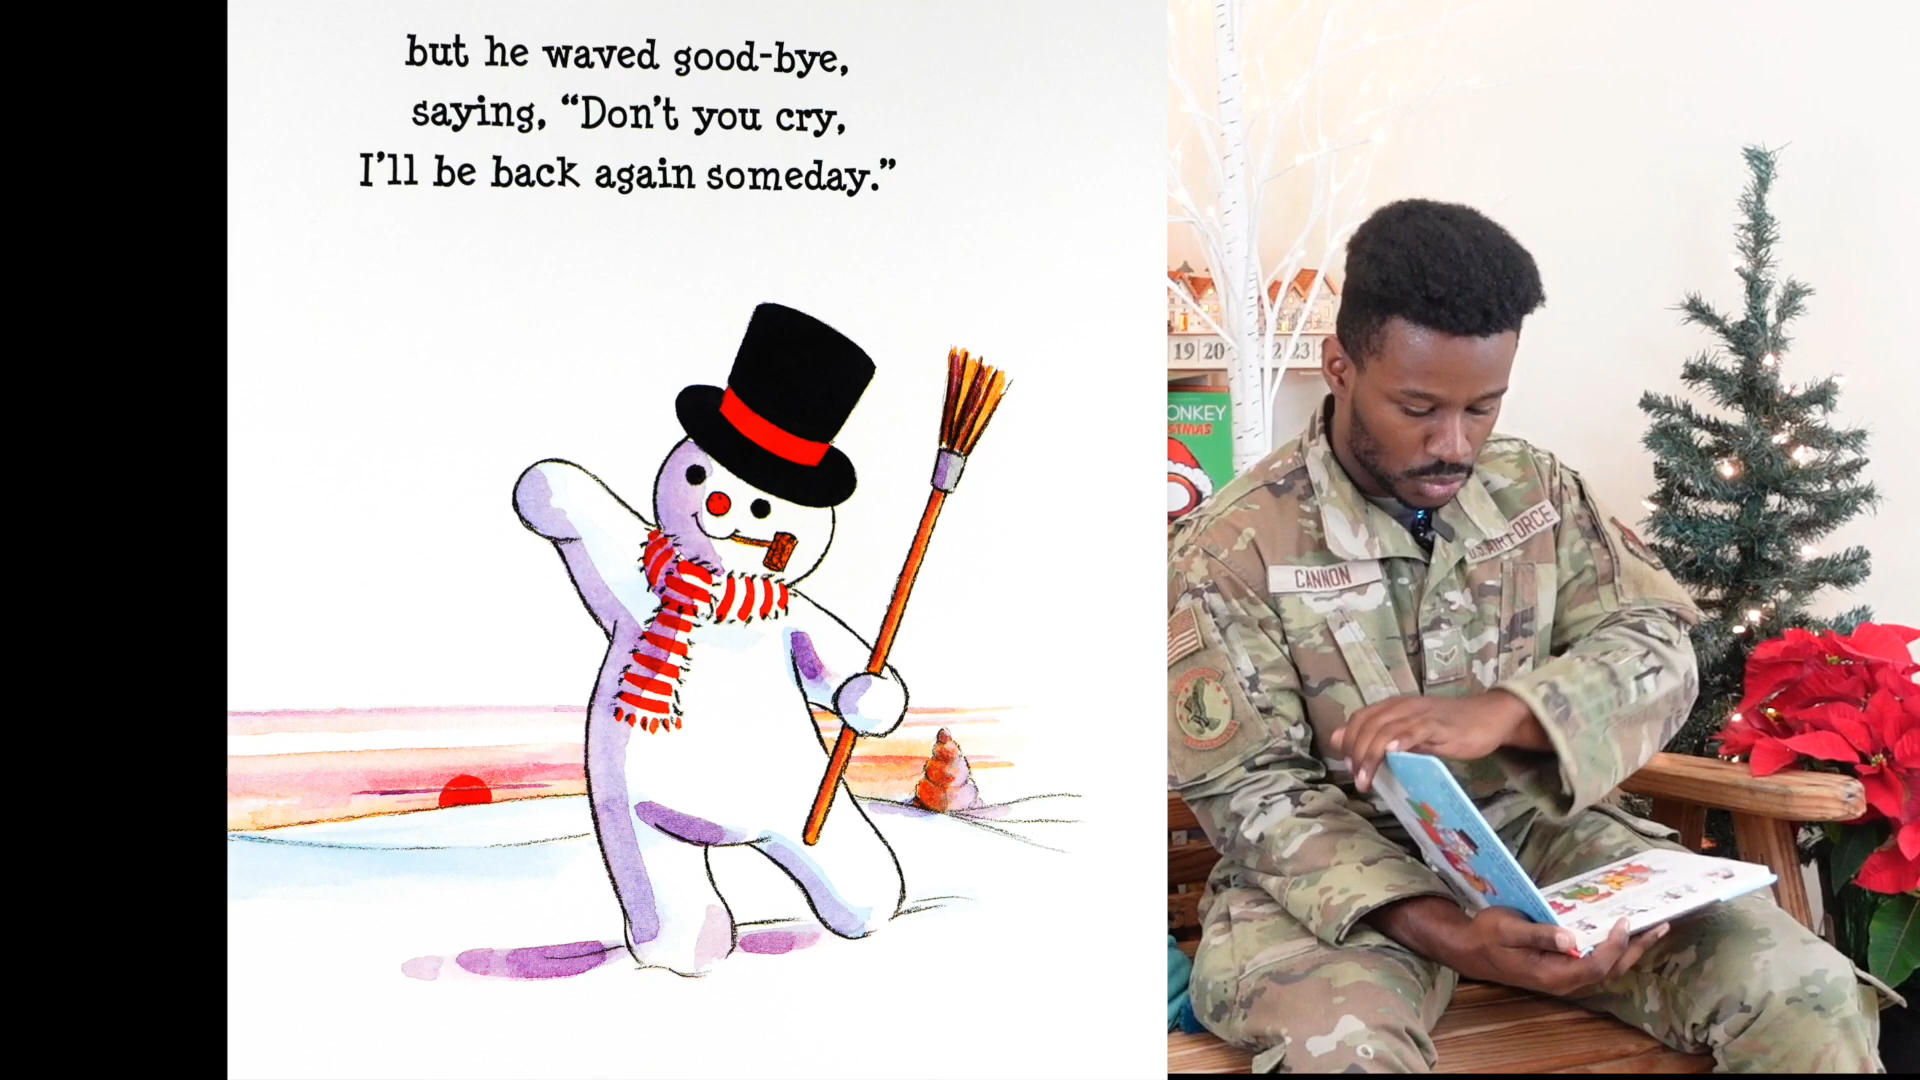 but he waved good-bye,
saying, “Don’t you cry,
I’ll be back again someday.”
19 20 22 23
ONKEY
CANNON
U.S. AIR FORCE